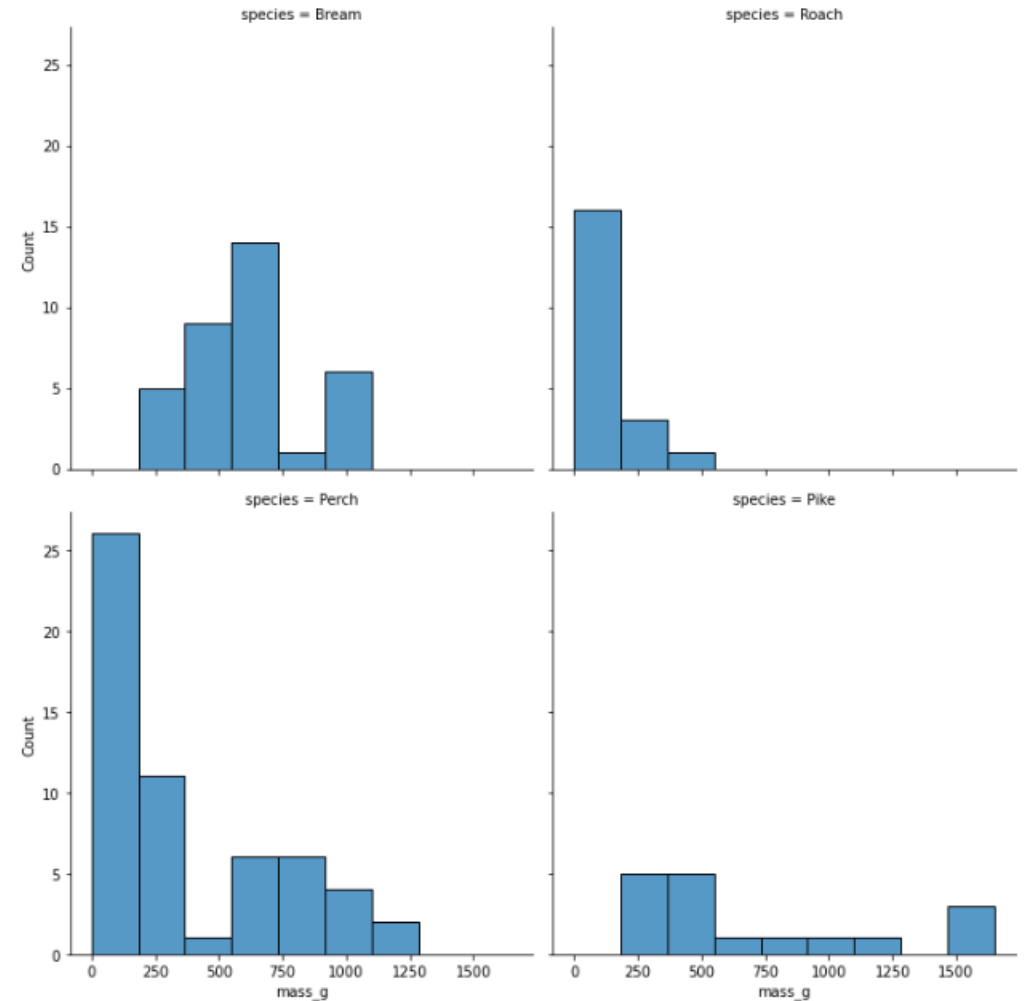 species = Bream
species = Roach
25
20
15
10
5
0
Count
species = Perch
species = Pike
25
20
15
10
5
0
Count
0 250 500 750 1000 1250 1500
mass_g
0 250 500 750 1000 1250 1500
mass_g